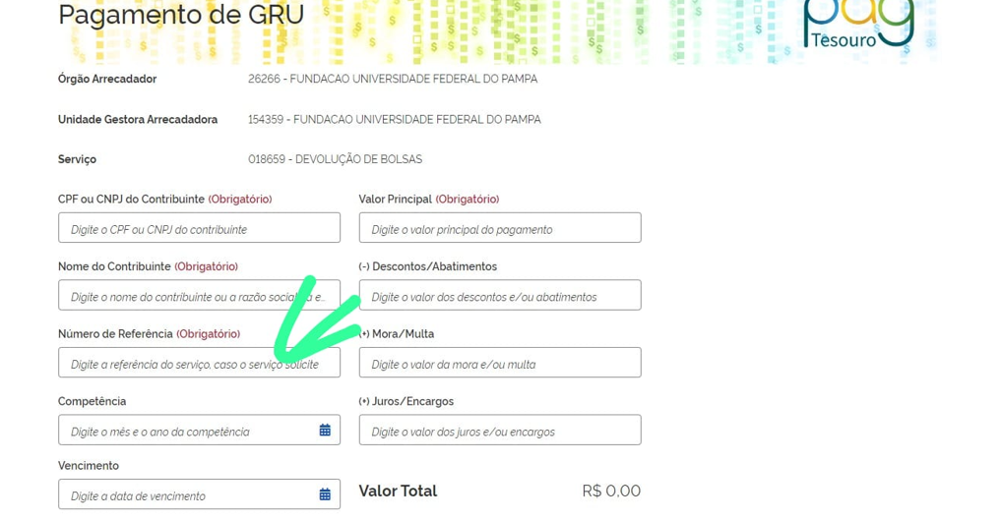 Pagamento de GRU
pag
Tesouro
Órgão Arrecadador 26266 - FUNDACAO UNIVERSIDADE FEDERAL DO PAMPA
Unidade Gestora Arrecadadora 154359 - FUNDACAO UNIVERSIDADE FEDERAL DO PAMPA
Serviço 018659 - DEVOLUÇÃO DE BOLSAS
CPF ou CNPJ do Contribuinte (Obrigatório)
Digite o CPF ou CNPJ do contribuinte
Valor Principal (Obrigatório)
Digite o valor principal do pagamento
Nome do Contribuinte (Obrigatório)
Digite o nome do contribuinte ou a razão social da e...
(-) Descontos/Abatimentos
Digite o valor dos descontos e/ou abatimentos
Número de Referência (Obrigatório)
Digite a referência do serviço, caso o serviço solicite
(+) Mora/Multa
Digite o valor da mora e/ou multa
Competência
Digite o mês e o ano da competência
(+) Juros/Encargos
Digite o valor dos juros e/ou encargos
Vencimento
Digite a data de vencimento
Valor Total R$ 0,00